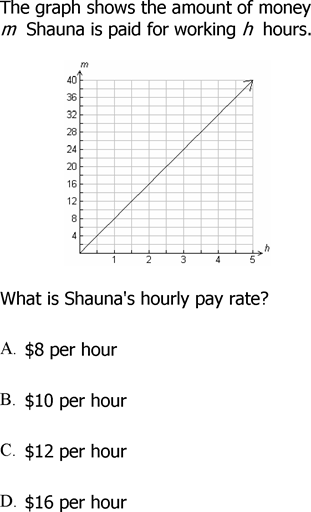 The graph shows the amount of money
m Shauna is paid for working h hours.
m
40
36
32
28
24
20
16
12
8
4
1 2 3 4 5 h
What is Shauna's hourly pay rate?
A. $8 per hour
B. $10 per hour
C. $12 per hour
D. $16 per hour